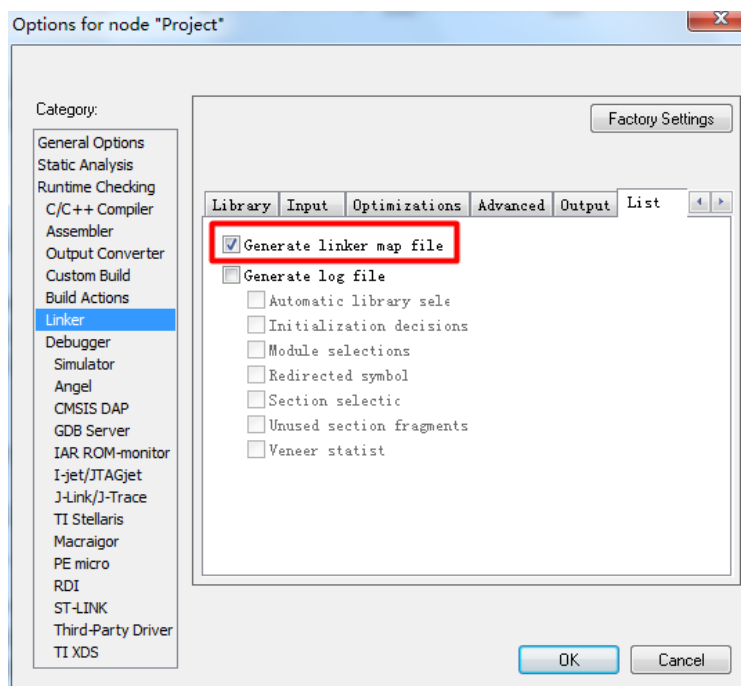 Options for node "Project"
X
Category:
Factory Settings
General Options
Static Analysis
Runtime Checking
C/C++ Compiler
Assembler
Output Converter
Custom Build
Build Actions
Linker
Debugger
Simulator
Angel
CMSIS DAP
GDB Server
IAR ROM-monitor
I-jet/JTAGjet
J-Link/J-Trace
TI Stellaris
Macraigor
PE micro
RDI
ST-LINK
Third-Party Driver
TI XDS
Library Input Optimizations Advanced Output List
Generate linker map file
Generate log file
Automatic library sele
Initialization decisions
Module selections
Redirected symbol
Section selectic
Unused section fragments
Veneer statist
OK Cancel